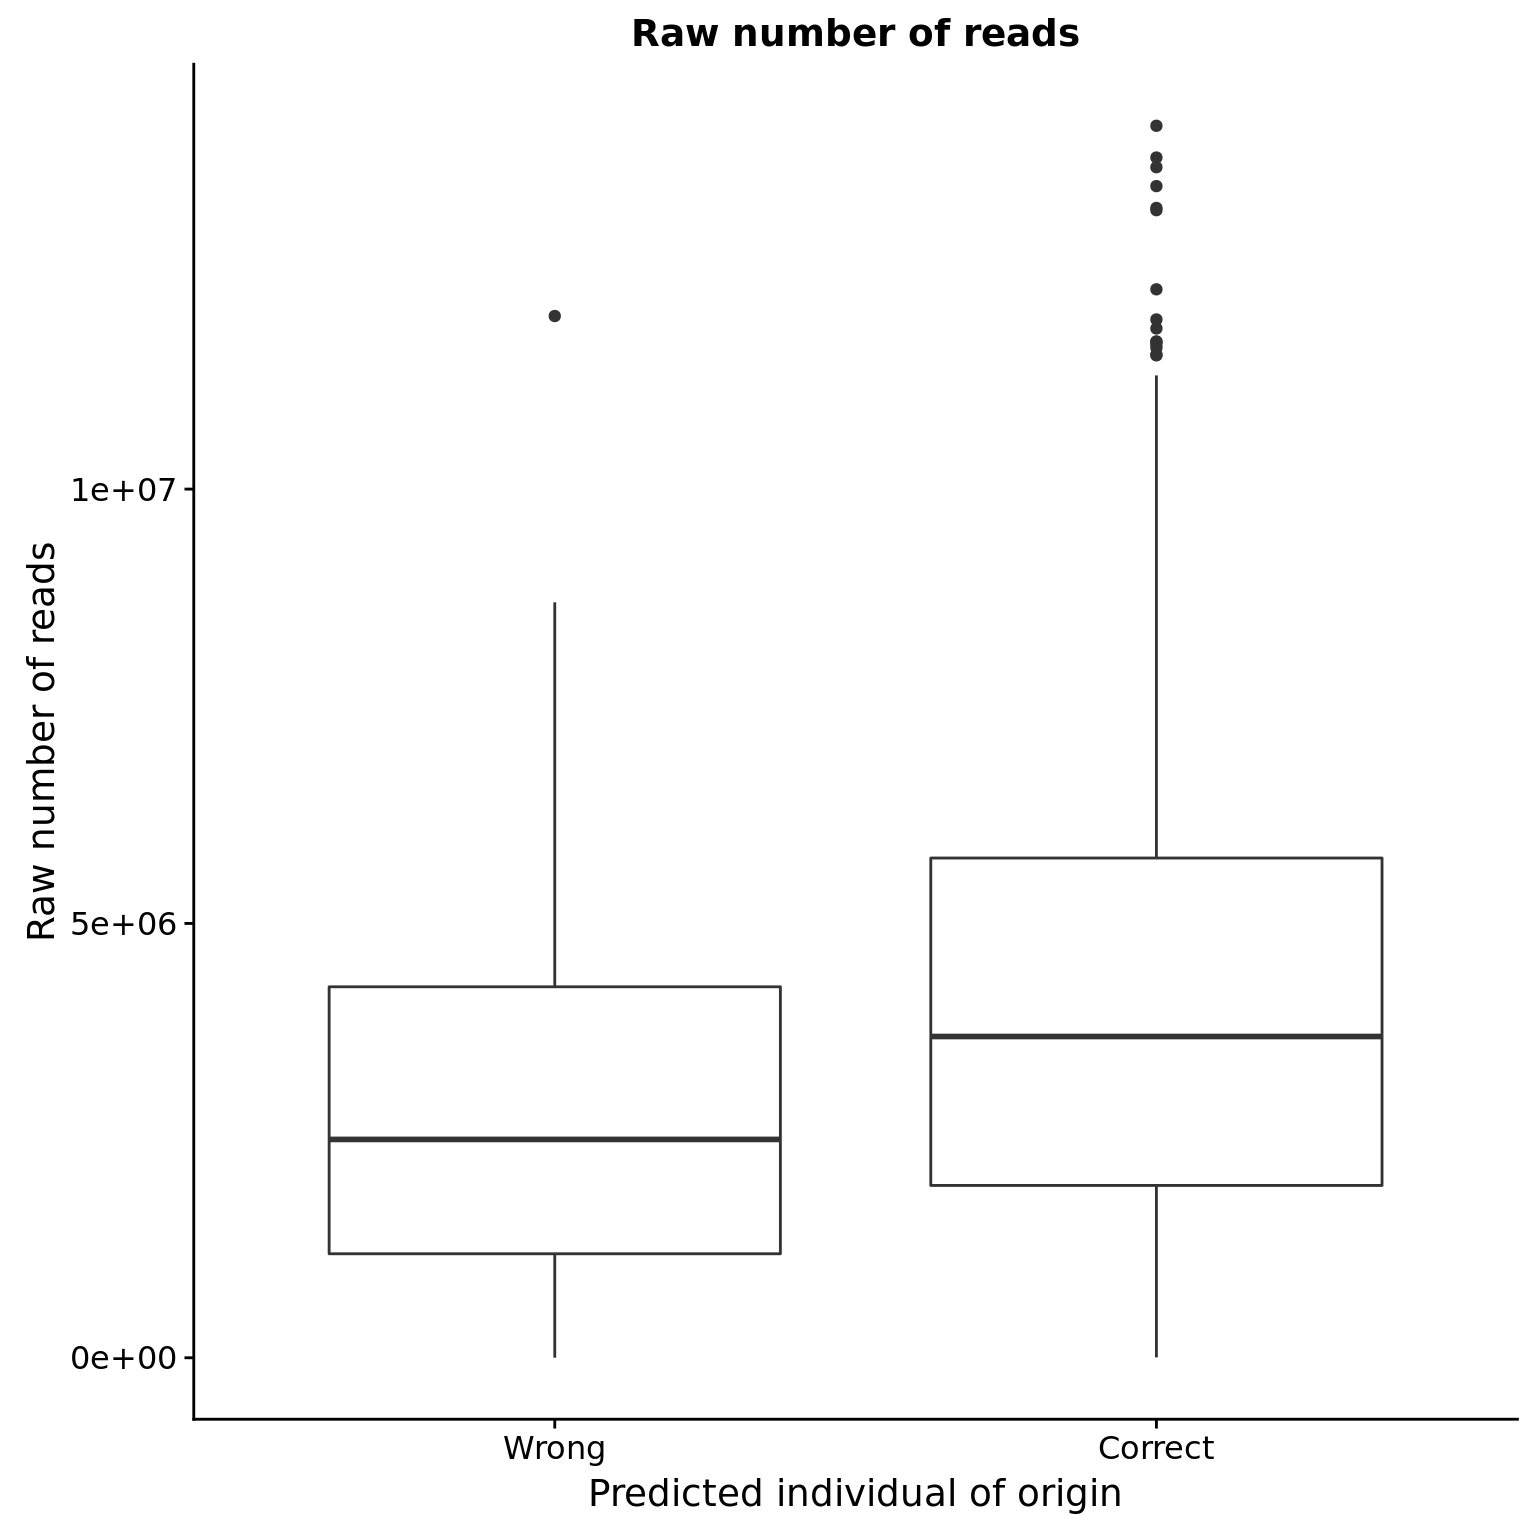 Raw number of reads
Raw number of reads
1e+07
5e+06
0e+00
Wrong
Correct
Predicted individual of origin